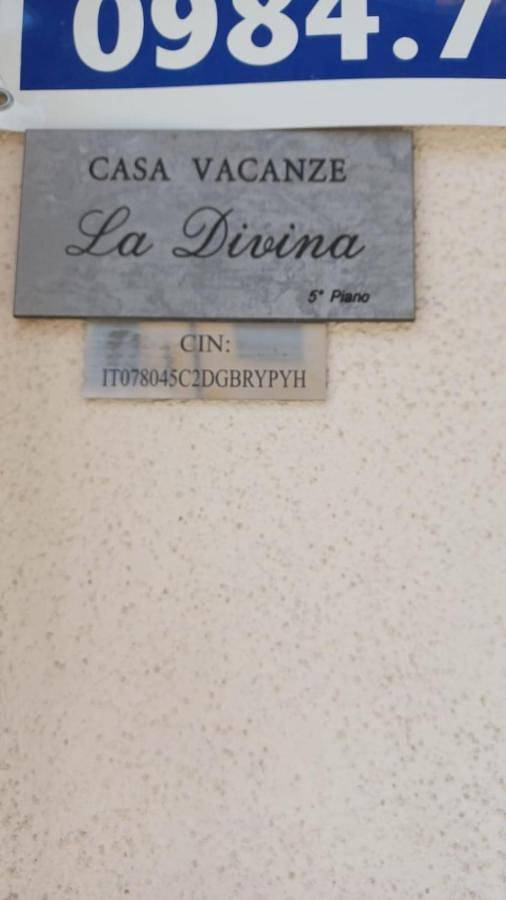 0984.7
CASA VACANZE
La Divina
5° Piano
CIN:
IT078045C2DGBRYPYH